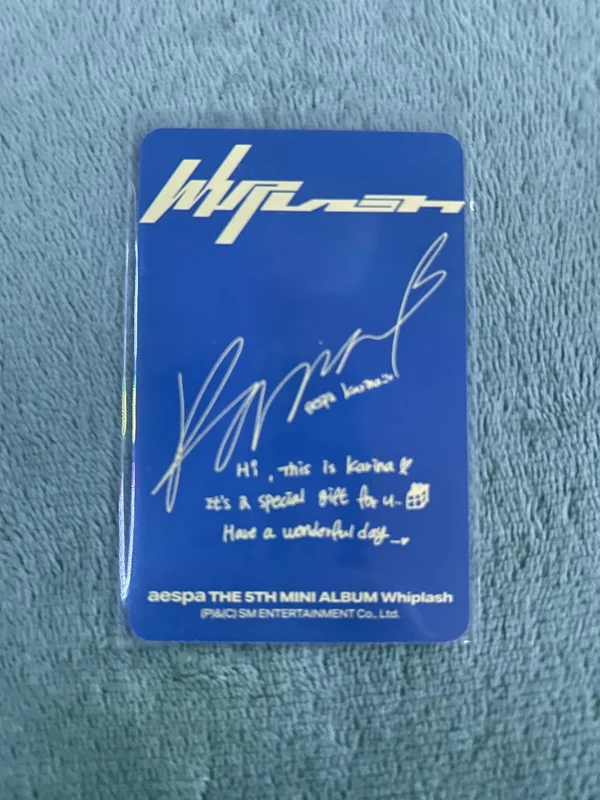 Whiplash
Karina
aespa karina
Hi, This is Karina
It's a special gift for u..
Have a wonderful day
aespa THE 5TH MINI ALBUM Whiplash
(P)&(C) SM ENTERTAINMENT Co., Ltd.